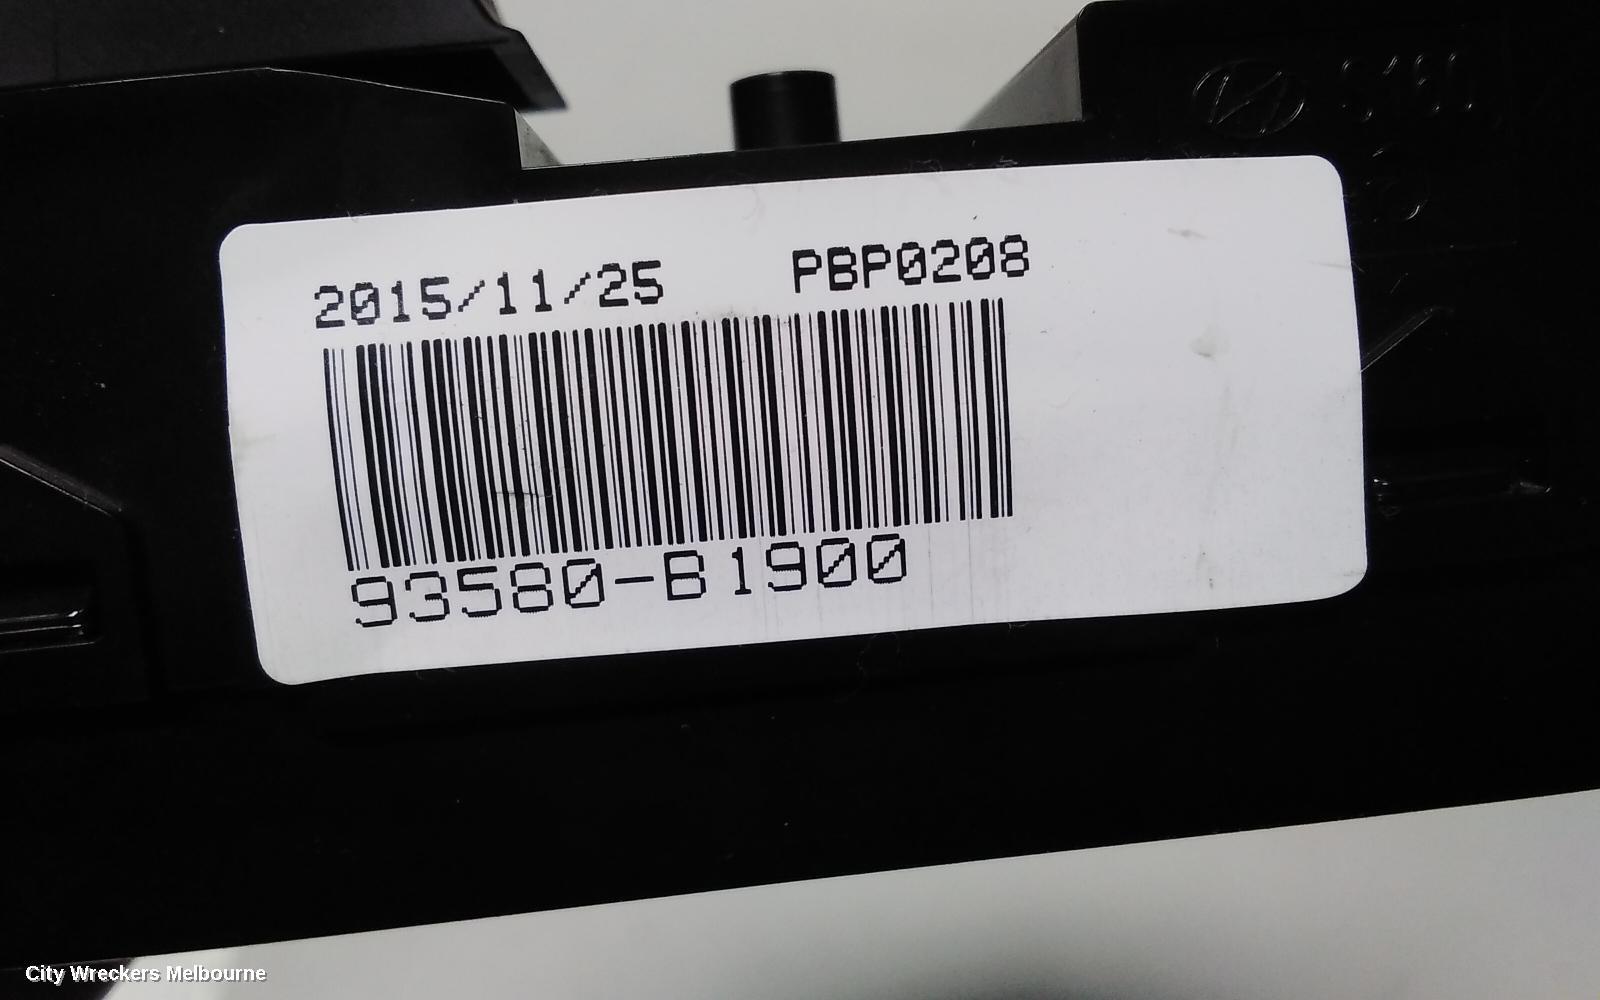 2015/11/25 PBP0208
93580-B1900
City Wreckers Melbourne